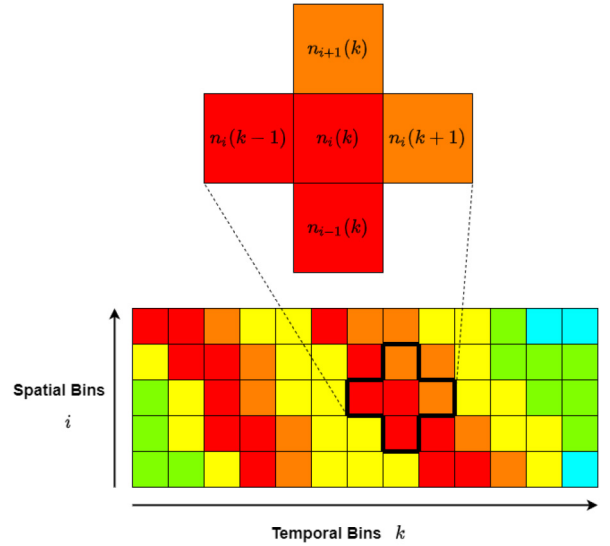 n_{i+1}(k)
n_i(k-1) n_i(k) n_i(k+1)
n_{i-1}(k)
Spatial Bins
i
Temporal Bins k